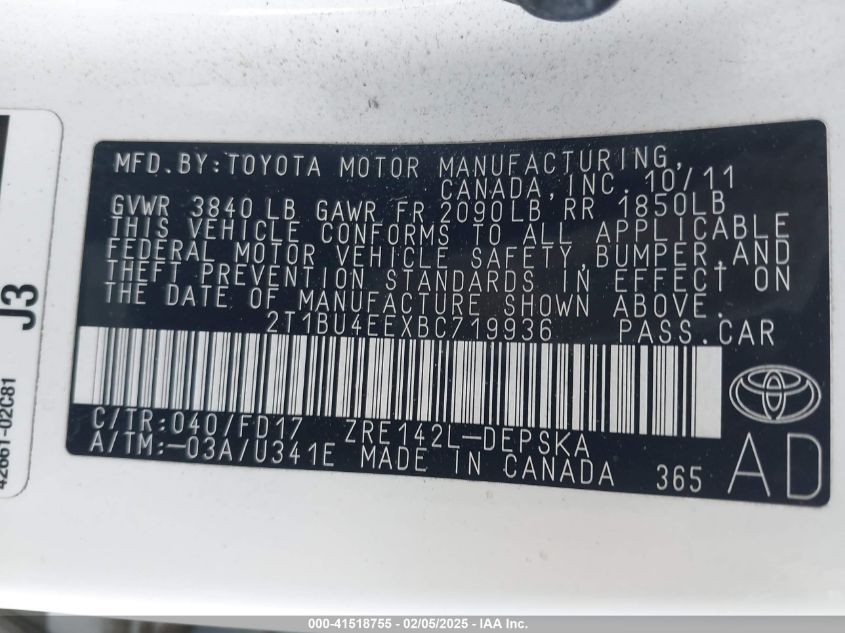 MFD.BY:TOYOTA MOTOR MANUFACTURING,
CANADA,INC. 10/11
GVWR 3840 LB GAWR FR 2090LB RR 1850LB
THIS VEHICLE CONFORMS TO ALL APPLICABLE
FEDERAL MOTOR VEHICLE SAFETY,BUMPER,AND
THEFT PREVENTION STANDARDS IN EFFECT ON
THE DATE OF MANUFACTURE SHOWN ABOVE.
2T1BU4EEXBC719936 PASS.CAR
C/TR:040/FD17 ZRE142L-DEPSKA
A/TM:-03A/U341E MADE IN CANADA 365
AD
J3
42661-02C81
000-41518755 - 02/05/2025 - IAA Inc.